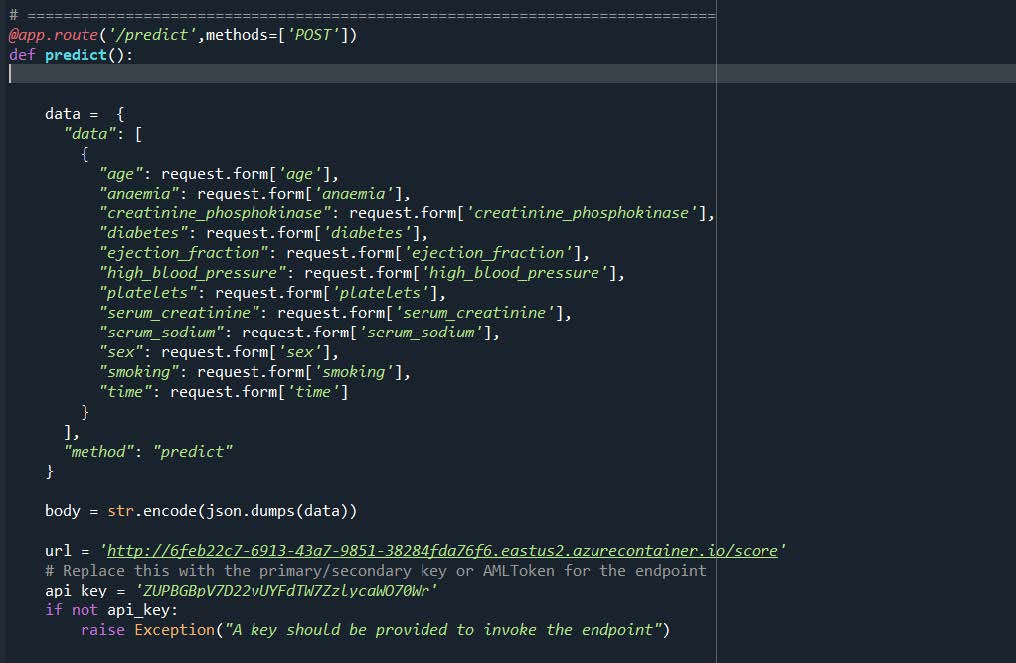 # =============================================================================
@app.route('/predict',methods=['POST'])
def predict():
data = {
"data": [
{
"age": request.form['age'],
"anaemia": request.form['anaemia'],
"creatinine_phosphokinase": request.form['creatinine_phosphokinase'],
"diabetes": request.form['diabetes'],
"ejection_fraction": request.form['ejection_fraction'],
"high_blood_pressure": request.form['high_blood_pressure'],
"platelets": request.form['platelets'],
"serum_creatinine": request.form['serum_creatinine'],
"serum_sodium": request.form['serum_sodium'],
"sex": request.form['sex'],
"smoking": request.form['smoking'],
"time": request.form['time']
}
],
"method": "predict"
}
body = str.encode(json.dumps(data))
url = 'http://6feb22c7-6913-43a7-9851-38284fda76f6.eastus2.azurecontainer.io/score'
# Replace this with the primary/secondary key or AMLToken for the endpoint
api_key = 'ZUPBGBpV7D22vUYFdTW7ZzlycaWO70Wr'
if not api_key:
raise Exception("A key should be provided to invoke the endpoint")